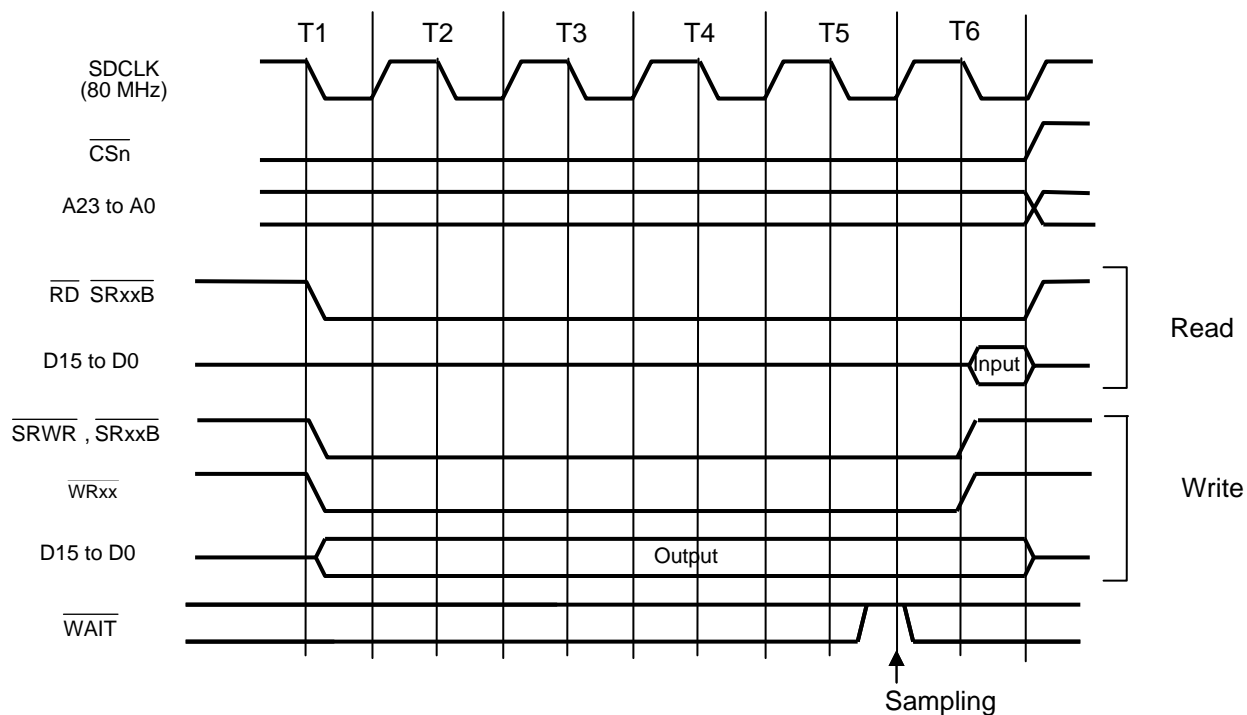 T1 T2 T3 T4 T5 T6
SDCLK
(80 MHz)
CSn
A23 to A0
RD SRxxB
Read
D15 to D0
Input
SRWR , SRxxB
WRxx
Write
D15 to D0
Output
WAIT
Sampling